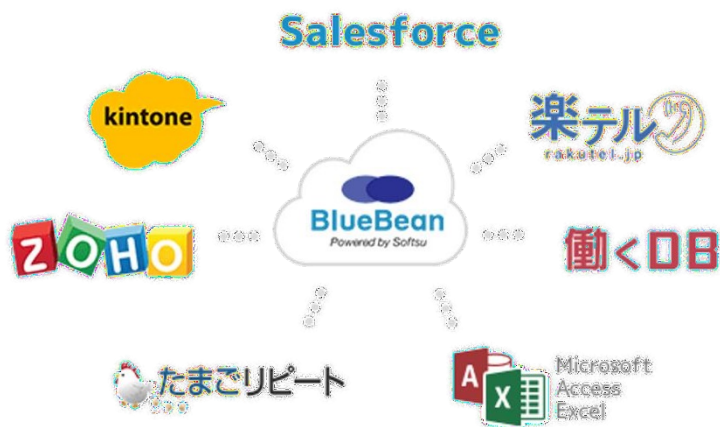 Salesforce
kintone
楽テル
rakutel.jp
BlueBean
Powered by Softsu
ZOHO
働くDB
たまごリピート
A
X
Microsoft
Access
Excel